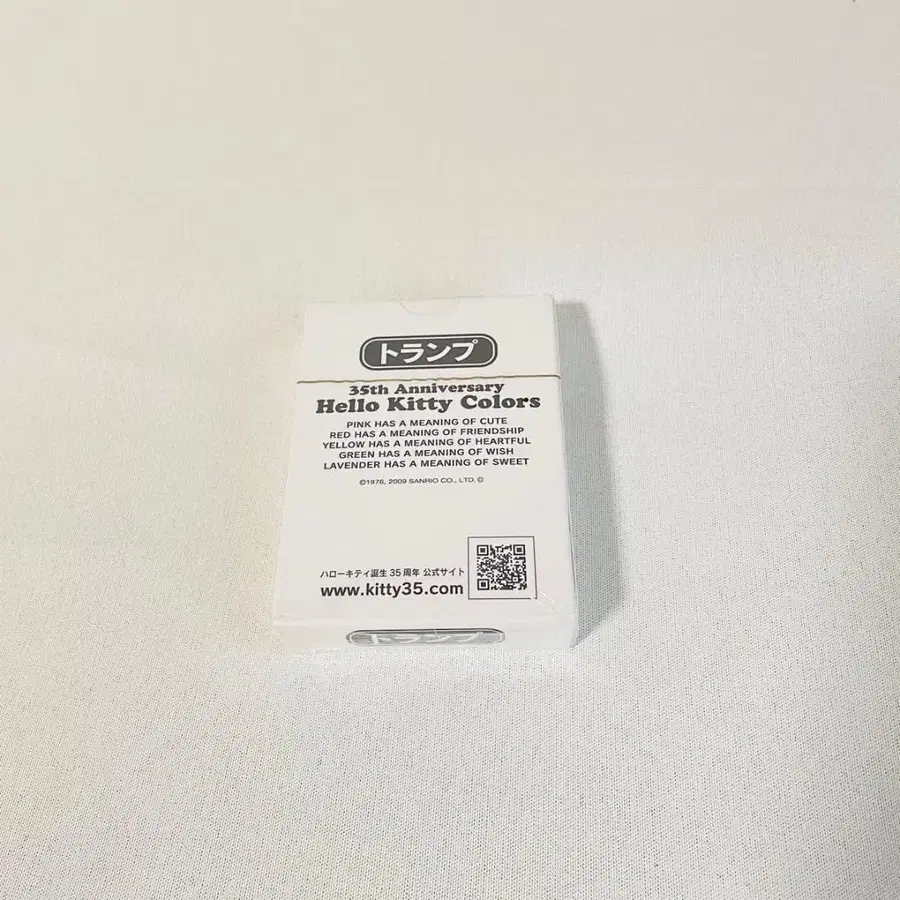 トランプ
35th Anniversary
Hello Kitty Colors
PINK HAS A MEANING OF CUTE
RED HAS A MEANING OF FRIENDSHIP
YELLOW HAS A MEANING OF HEARTFUL
GREEN HAS A MEANING OF WISH
LAVENDER HAS A MEANING OF SWEET
©1976, 2009 SANRIO CO., LTD. ©
ハローキティ誕生35周年 公式サイト
www.kitty35.com
トランプ